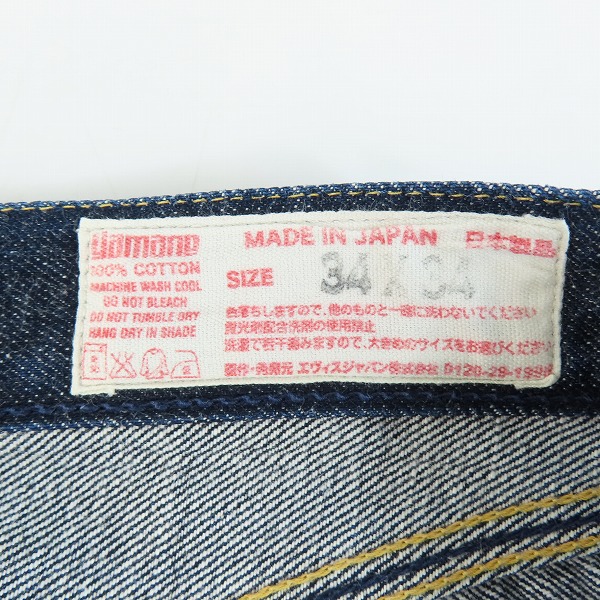 Yamane
MADE IN JAPAN 日本製品
100% COTTON
MACHINE WASH COOL
DO NOT BLEACH
DO NOT TUMBLE DRY
HANG DRY IN SHADE
SIZE 34 X 34
色落ちしますので、他のものと一緒に洗わないでください
蛍光剤配合洗剤の使用禁止
洗濯で若干縮みますので、大きめのサイズをお選びください
製作・発売元 エヴィスジャパン株式会社 0120-29-1991